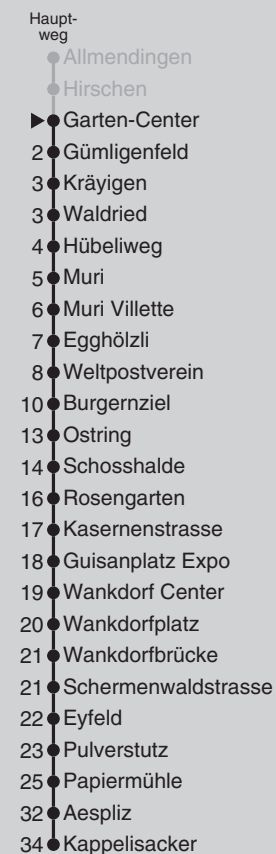 Haupt-
weg
Allmendingen
Hirschen
Garten-Center
2 Gümligenfeld
3 Kräyigen
3 Waldried
4 Hübeliweg
5 Muri
6 Muri Villette
7 Egghölzli
8 Weltpostverein
10 Burgernziel
13 Ostring
14 Schosshalde
16 Rosengarten
17 Kasernenstrasse
18 Guisanplatz Expo
19 Wankdorf Center
20 Wankdorfplatz
21 Wankdorfbrücke
21 Schermenwaldstrasse
22 Eyfeld
23 Pulverstutz
25 Papiermühle
32 Aespliz
34 Kappelisacker